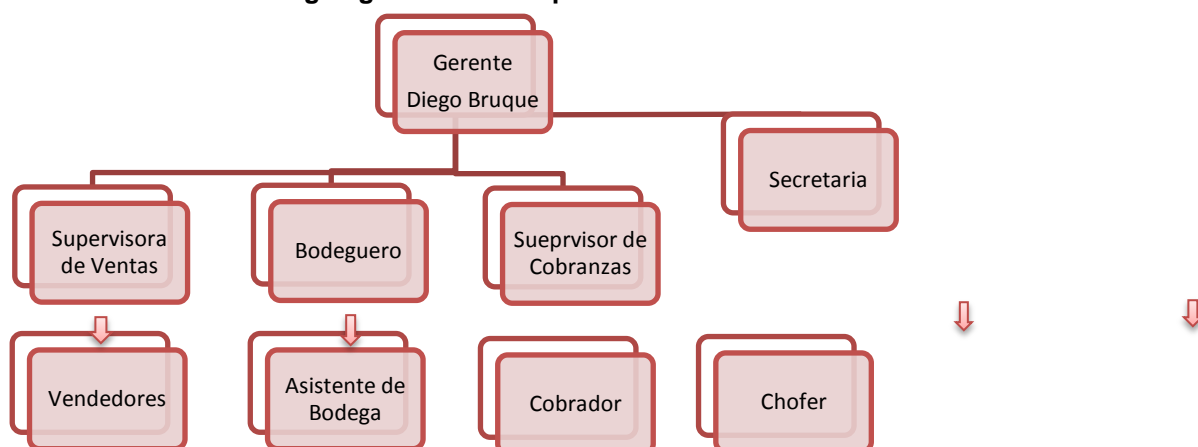 Gerente
Diego Bruque
Secretaria
Supervisora
de Ventas
Bodeguero
Sueprvisor de
Cobranzas
Vendedores
Asistente de
Bodega
Cobrador
Chofer